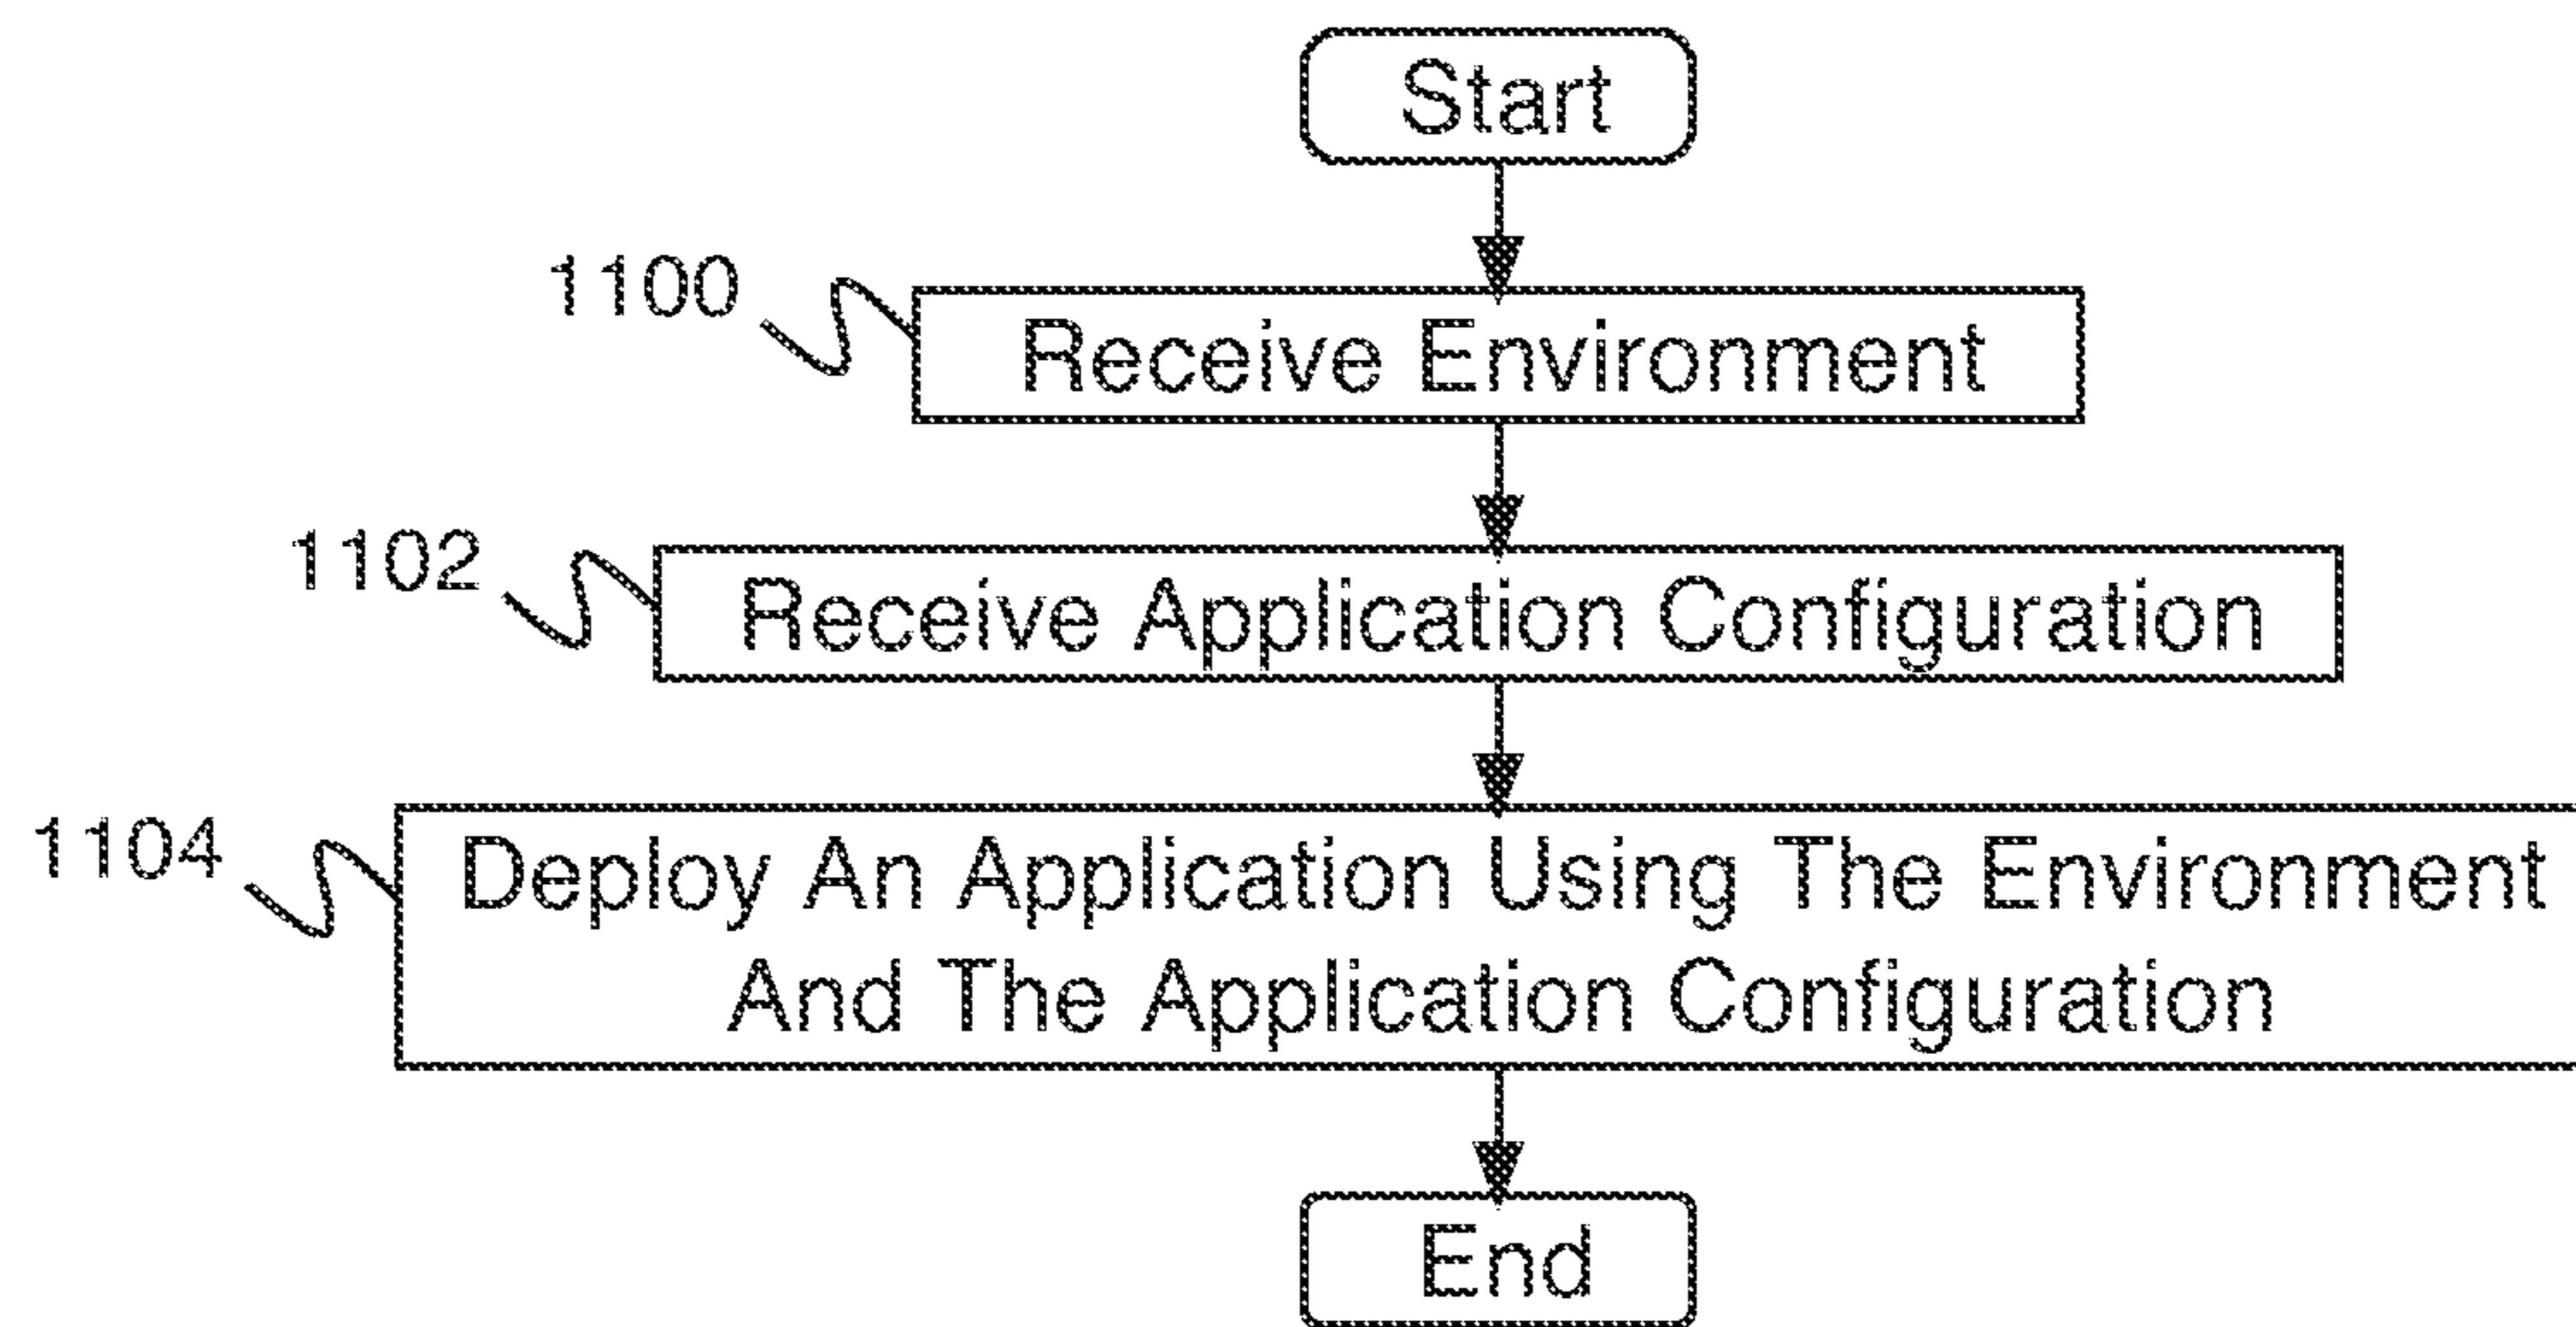 Start
1100
Receive Environment
1102
Receive Application Configuration
1104
Deploy An Application Using The Environment
And The Application Configuration
End